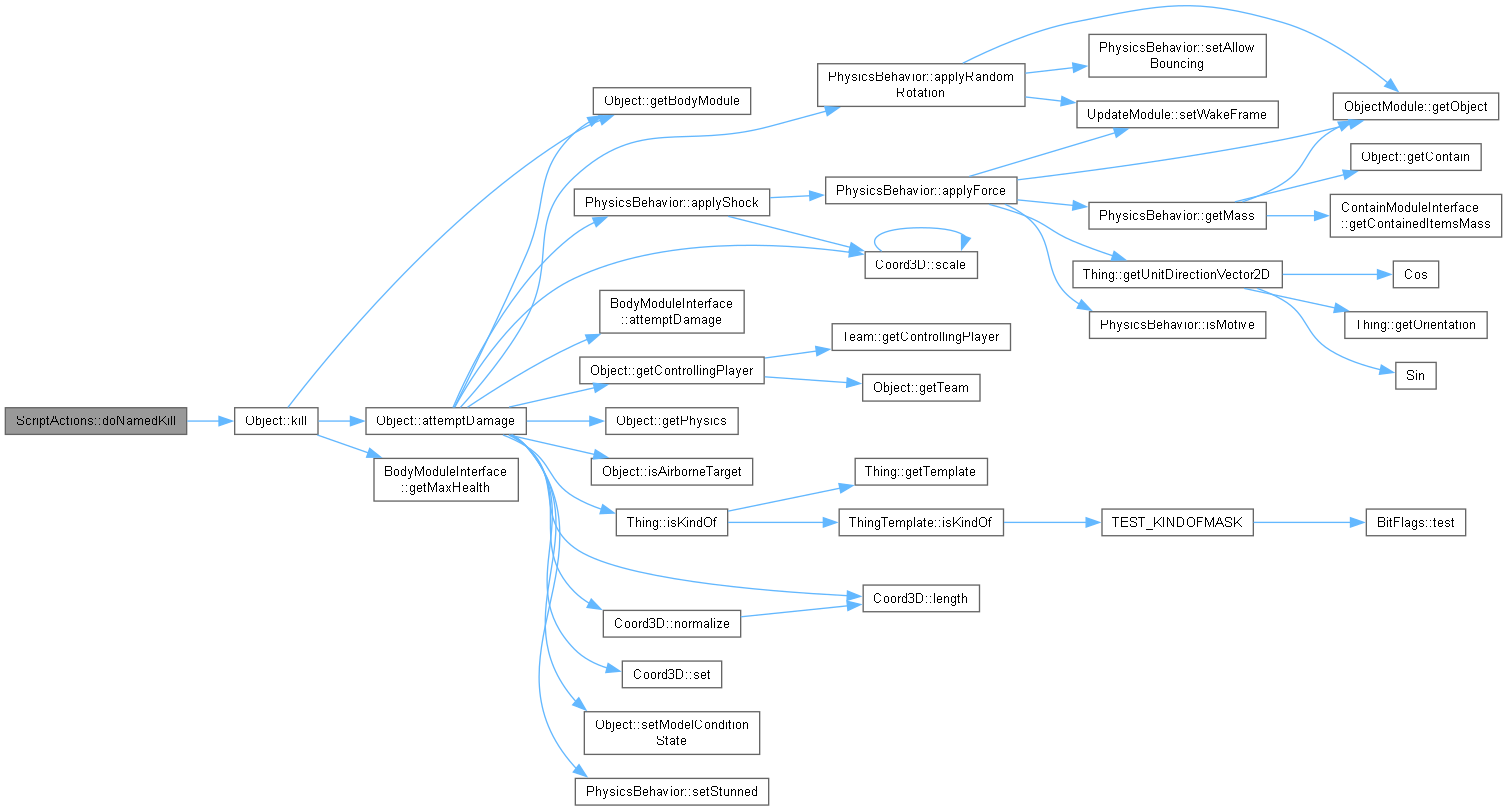 PhysicsBehavior::setAllow
Bouncing
PhysicsBehavior::applyRandom
Rotation
Object::getBodyModule
ObjectModule::getObject
UpdateModule::setWakeFrame
Object::getContain
PhysicsBehavior::applyShock
PhysicsBehavior::applyForce
PhysicsBehavior::getMass
ContainModuleInterface
::getContainedItemsMass
Coord3D::scale
Thing::getUnitDirectionVector2D
Cos
BodyModuleInterface
::attemptDamage
PhysicsBehavior::isMotive
Thing::getOrientation
Team::getControllingPlayer
Object::getControllingPlayer
Object::getTeam
Sin
ScriptActions::doNamedKill
Object::kill
Object::attemptDamage
Object::getPhysics
BodyModuleInterface
::getMaxHealth
Object::isAirborneTarget
Thing::getTemplate
Thing::isKindOf
ThingTemplate::isKindOf
TEST_KINDOFMASK
BitFlags::test
Coord3D::length
Coord3D::normalize
Coord3D::set
Object::setModelCondition
State
PhysicsBehavior::setStunned